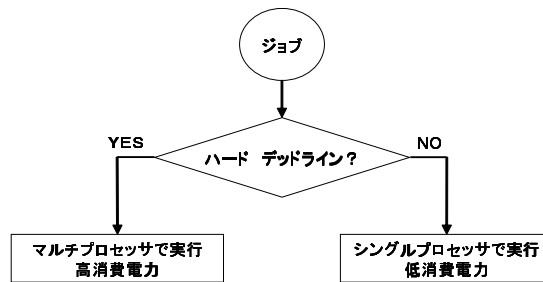 ジョブ
YES
ハード デッドライン？
NO
マルチプロセッサで実行
高消費電力
シングルプロセッサで実行
低消費電力